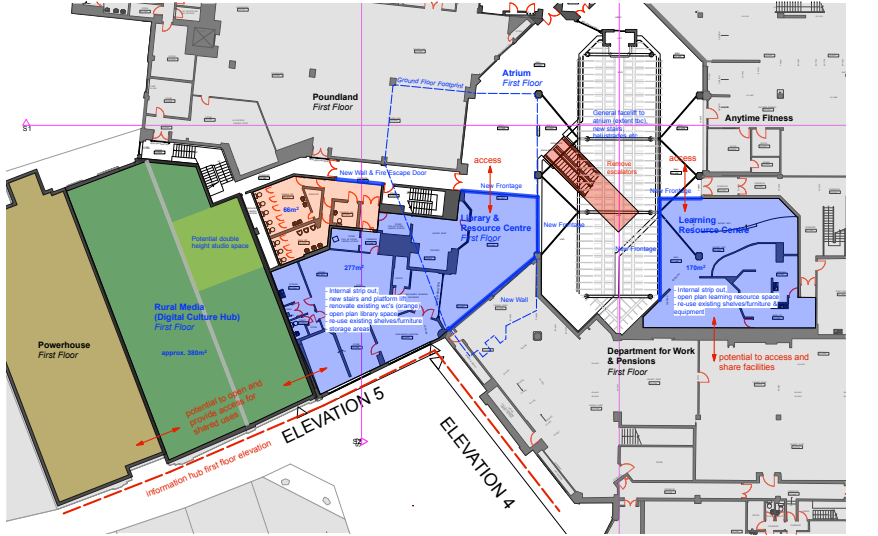 Atrium
First Floor
Ground Floor Footprint
Poundland
First Floor
General facelift to
atrium (extent tbc),
new stairs,
balustrades etc
Anytime Fitness
S1
access
Remove
escalators
access
New Wall & Fire Escape Door
New Frontage
New Frontage
66m²
Library &
Resource Centre
First Floor
New Frontage
Learning
Resource Centre
Potential double
height studio space
New Frontage
277m²
170m²
- Internal strip out,
- new stairs and platform lift
- renovate existing wc's (orange)
- open plan library space
- re-use existing shelves/furniture
storage areas
- Internal strip out,
- open plan learning resource space
- re-use existing shelves/furniture &
equipment
New Wall
Rural Media
(Digital Culture Hub)
First Floor
Powerhouse
First Floor
approx. 380m²
Department for Work
& Pensions
First Floor
potential to access and
share facilities
potential to open and
provide access for
shared uses
ELEVATION 5
ELEVATION 4
information hub first floor elevation